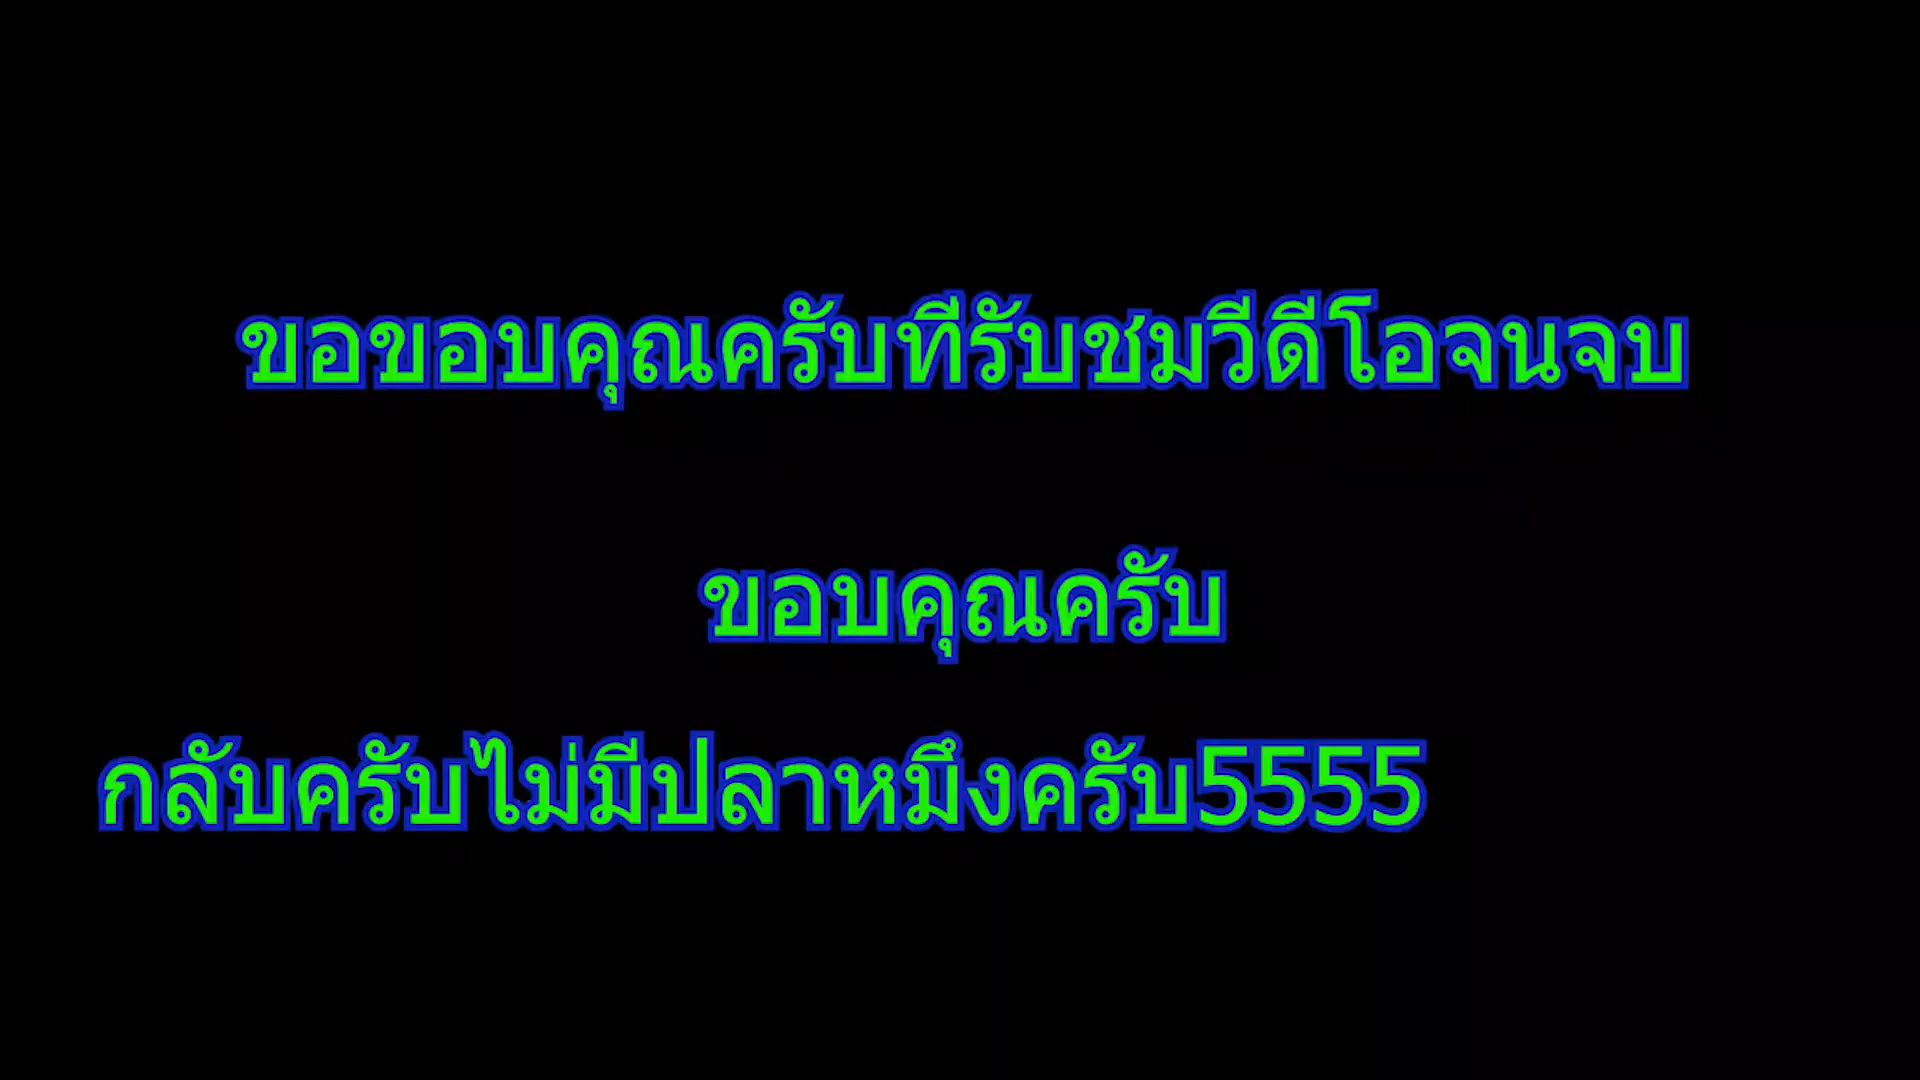 ขอขอบคุณครับที่รับชมวีดีโอจนจบ
ขอบคุณครับ
กลับครับไม่มีปลาหมึงครับ5555